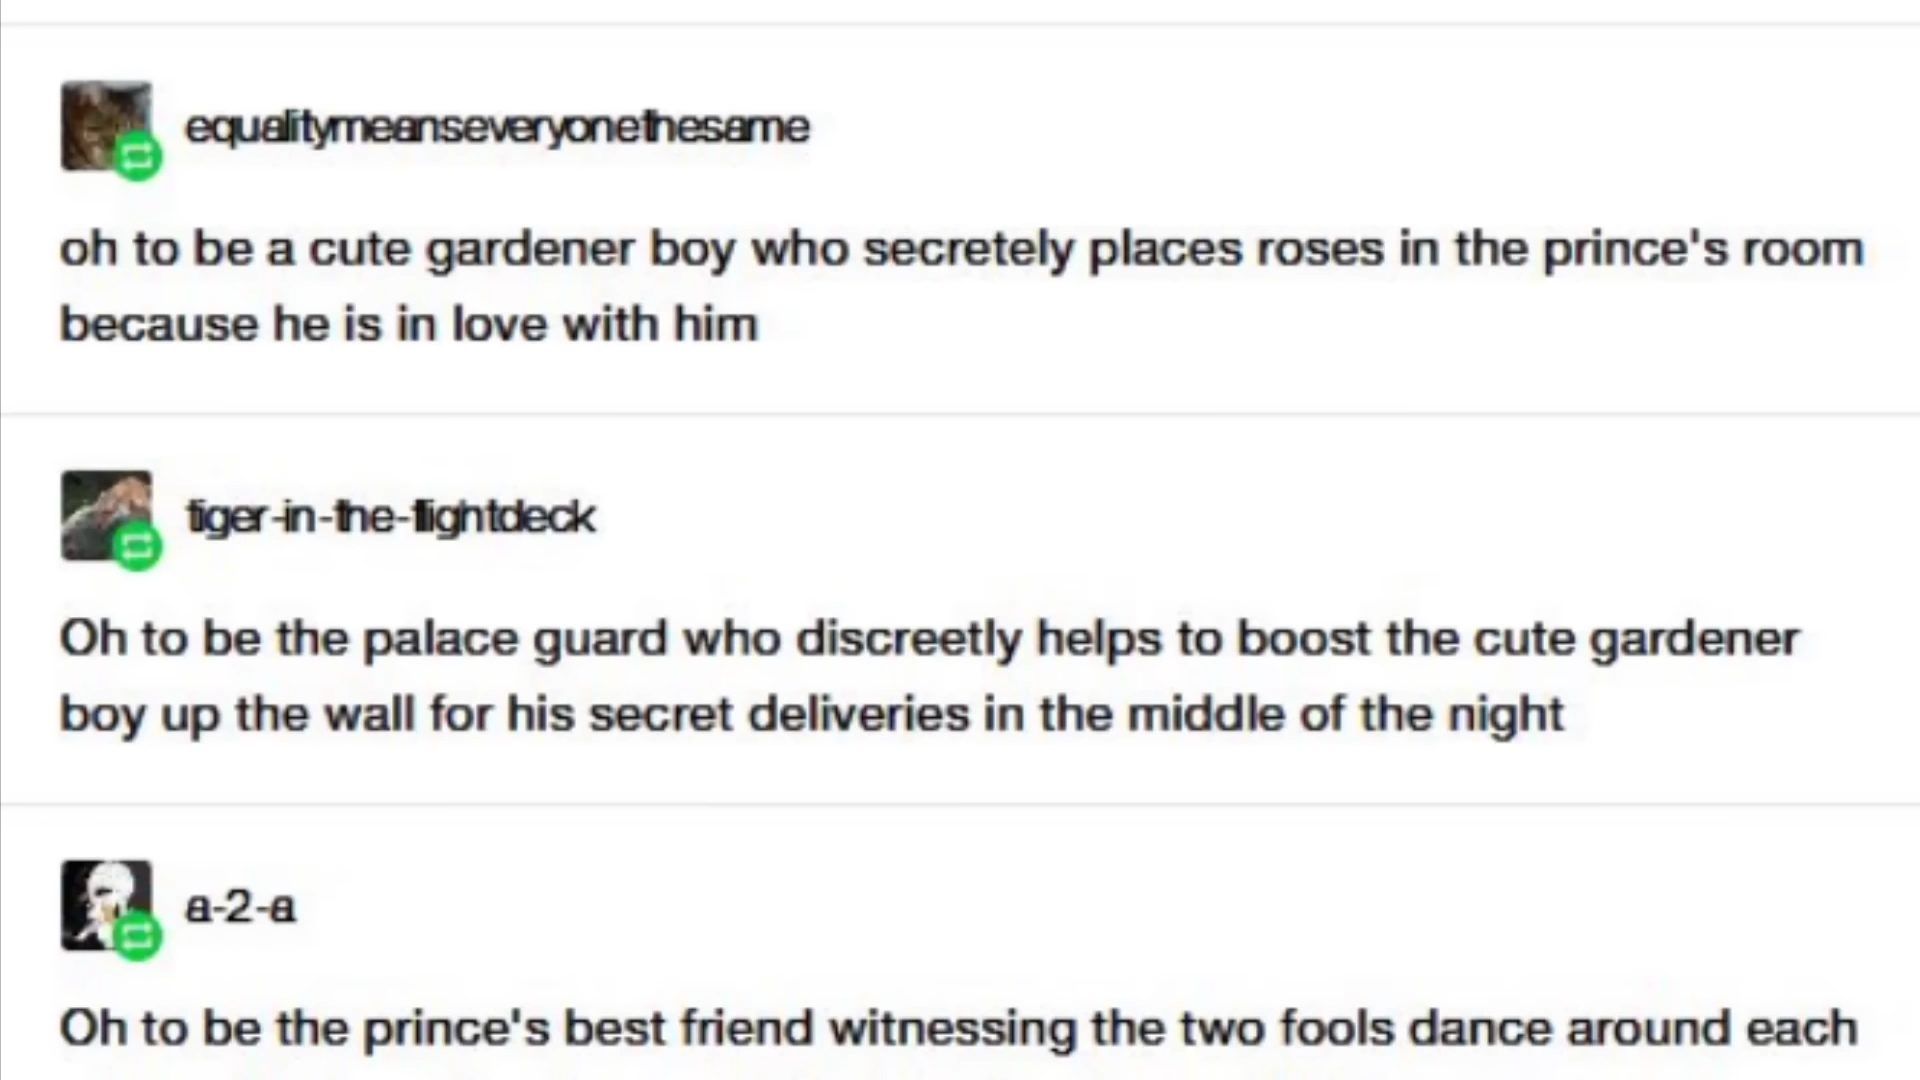 equalitymeanseveryonethesame
oh to be a cute gardener boy who secretely places roses in the prince's room
because he is in love with him
tiger-in-the-flightdeck
Oh to be the palace guard who discreetly helps to boost the cute gardener
boy up the wall for his secret deliveries in the middle of the night
a-2-a
Oh to be the prince's best friend witnessing the two fools dance around each